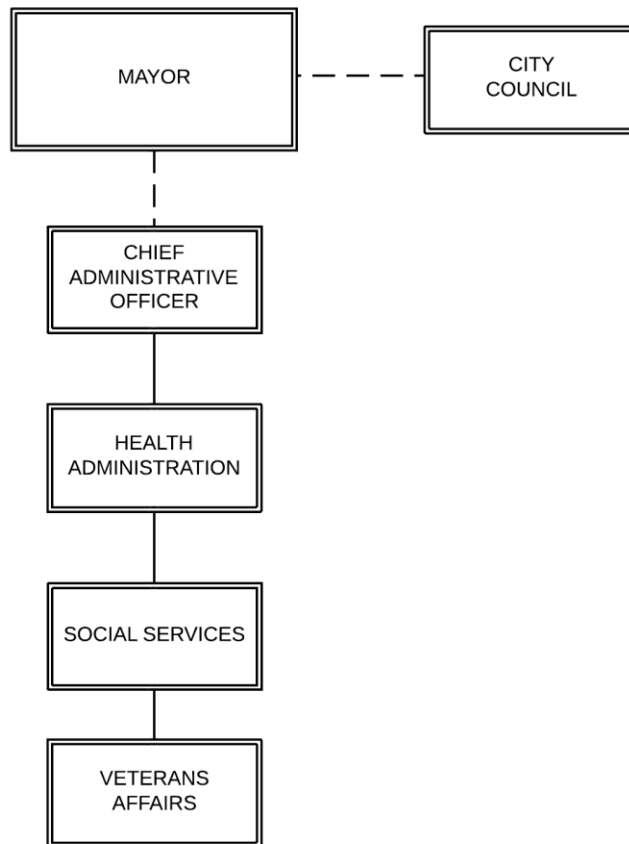 MAYOR
CITY
COUNCIL
CHIEF
ADMINISTRATIVE
OFFICER
HEALTH
ADMINISTRATION
SOCIAL SERVICES
VETERANS
AFFAIRS